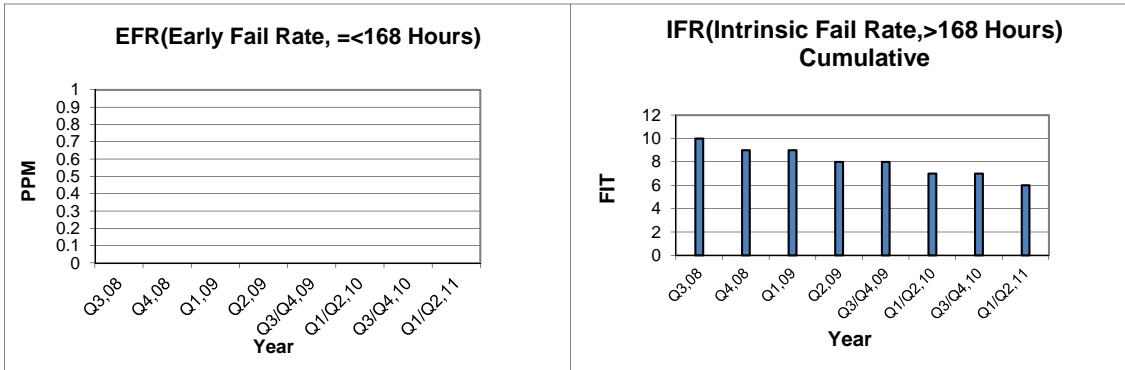 EFR(Early Fail Rate, =<168 Hours)
PPM
1
0.9
0.8
0.7
0.6
0.5
0.4
0.3
0.2
0.1
0
Q3,08
Q4,08
Q1,09
Q2,09
Q3/Q4,09
Q1/Q2,10
Q3/Q4,10
Q1/Q2,11
Year
IFR(Intrinsic Fail Rate,>168 Hours)
Cumulative
FIT
12
10
8
6
4
2
0
Q3,08
Q4,08
Q1,09
Q2,09
Q3/Q4,09
Q1/Q2,10
Q3/Q4,10
Q1/Q2,11
Year